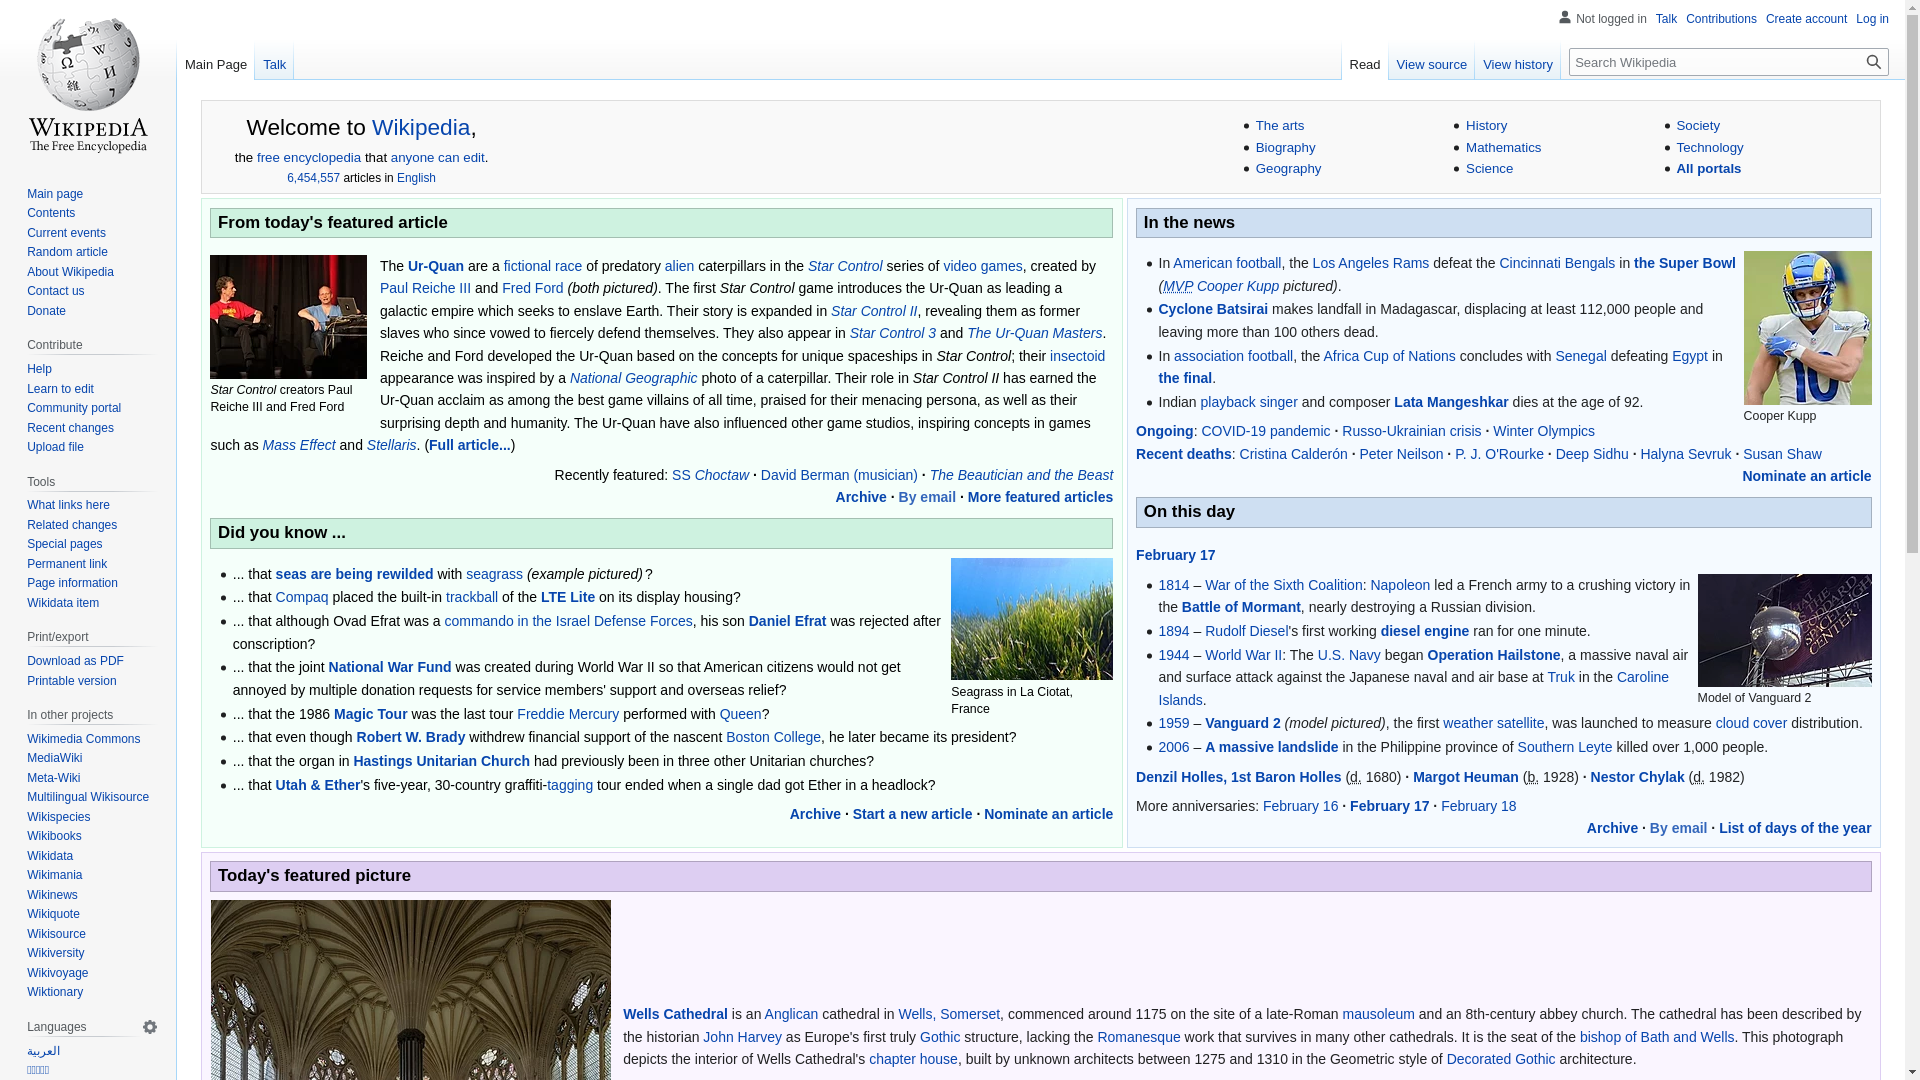 Not logged in Talk Contributions Create account Log in
Main Page Talk
Read View source View history Search Wikipedia
WIKIPEDIA
The Free Encyclopedia
Main page
Contents
Current events
Random article
About Wikipedia
Contact us
Donate
Contribute
Help
Learn to edit
Community portal
Recent changes
Upload file
Tools
What links here
Related changes
Special pages
Permanent link
Page information
Wikidata item
Print/export
Download as PDF
Printable version
In other projects
Wikimedia Commons
MediaWiki
Meta-Wiki
Multilingual Wikisource
Wikispecies
Wikibooks
Wikidata
Wikimania
Wikinews
Wikiquote
Wikisource
Wikiversity
Wikivoyage
Wiktionary
Languages
العربية
Welcome to Wikipedia,
the free encyclopedia that anyone can edit.
6,454,557 articles in English
The arts
Biography
Geography
History
Mathematics
Science
Society
Technology
All portals
From today's featured article
Star Control creators Paul
Reiche III and Fred Ford
The Ur-Quan are a fictional race of predatory alien caterpillars in the Star Control series of video games, created by
Paul Reiche III and Fred Ford (both pictured). The first Star Control game introduces the Ur-Quan as leading a
galactic empire which seeks to enslave Earth. Their story is expanded in Star Control II, revealing them as former
slaves who since vowed to fiercely defend themselves. They also appear in Star Control 3 and The Ur-Quan Masters.
Reiche and Ford developed the Ur-Quan based on the concepts for unique spaceships in Star Control; their insectoid
appearance was inspired by a National Geographic photo of a caterpillar. Their role in Star Control II has earned the
Ur-Quan acclaim as among the best game villains of all time, praised for their menacing persona, as well as their
surprising depth and humanity. The Ur-Quan have also influenced other game studios, inspiring concepts in games
such as Mass Effect and Stellaris. (Full article...)
Recently featured: SS Choctaw · David Berman (musician) · The Beautician and the Beast
Archive · By email · More featured articles
Did you know ...
... that seas are being rewilded with seagrass (example pictured)?
... that Compaq placed the built-in trackball of the LTE Lite on its display housing?
... that although Ovad Efrat was a commando in the Israel Defense Forces, his son Daniel Efrat was rejected after
conscription?
... that the joint National War Fund was created during World War II so that American citizens would not get
annoyed by multiple donation requests for service members' support and overseas relief?
... that the 1986 Magic Tour was the last tour Freddie Mercury performed with Queen?
... that even though Robert W. Brady withdrew financial support of the nascent Boston College, he later became its president?
... that the organ in Hastings Unitarian Church had previously been in three other Unitarian churches?
... that Utah & Ether's five-year, 30-country graffiti-tagging tour ended when a single dad got Ether in a headlock?
Seagrass in La Ciotat,
France
Archive · Start a new article · Nominate an article
In the news
In American football, the Los Angeles Rams defeat the Cincinnati Bengals in the Super Bowl
(MVP Cooper Kupp pictured).
Cyclone Batsirai makes landfall in Madagascar, displacing at least 112,000 people and
leaving more than 100 others dead.
In association football, the Africa Cup of Nations concludes with Senegal defeating Egypt in
the final.
Indian playback singer and composer Lata Mangeshkar dies at the age of 92.
10
Cooper Kupp
Ongoing: COVID-19 pandemic · Russo-Ukrainian crisis · Winter Olympics
Recent deaths: Cristina Calderón · Peter Neilson · P. J. O'Rourke · Deep Sidhu · Halyna Sevruk · Susan Shaw
Nominate an article
On this day
February 17
1814 – War of the Sixth Coalition: Napoleon led a French army to a crushing victory in
the Battle of Mormant, nearly destroying a Russian division.
1894 – Rudolf Diesel's first working diesel engine ran for one minute.
1944 – World War II: The U.S. Navy began Operation Hailstone, a massive naval air
and surface attack against the Japanese naval and air base at Truk in the Caroline
Islands.
1959 – Vanguard 2 (model pictured), the first weather satellite, was launched to measure cloud cover distribution.
2006 – A massive landslide in the Philippine province of Southern Leyte killed over 1,000 people.
Model of Vanguard 2
Denzil Holles, 1st Baron Holles (d. 1680) · Margot Heuman (b. 1928) · Nestor Chylak (d. 1982)
More anniversaries: February 16 · February 17 · February 18
Archive · By email · List of days of the year
Today's featured picture
Wells Cathedral is an Anglican cathedral in Wells, Somerset, commenced around 1175 on the site of a late-Roman mausoleum and an 8th-century abbey church. The cathedral has been described by
the historian John Harvey as Europe's first truly Gothic structure, lacking the Romanesque work that survives in many other cathedrals. It is the seat of the bishop of Bath and Wells. This photograph
depicts the interior of Wells Cathedral's chapter house, built by unknown architects between 1275 and 1310 in the Geometric style of Decorated Gothic architecture.